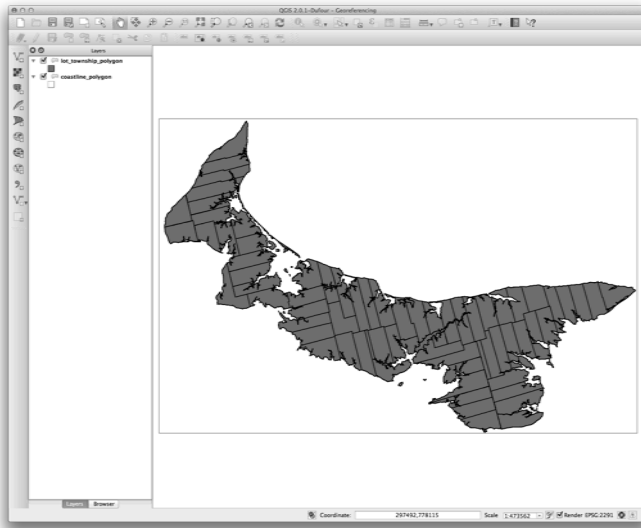 QGIS 2.0.1-Dufour - Georeferencing
Layers
lot_township_polygon
coastline_polygon
Layers Browser
Coordinate: 297492,778115 Scale 1:473562 Render EPSG:2291